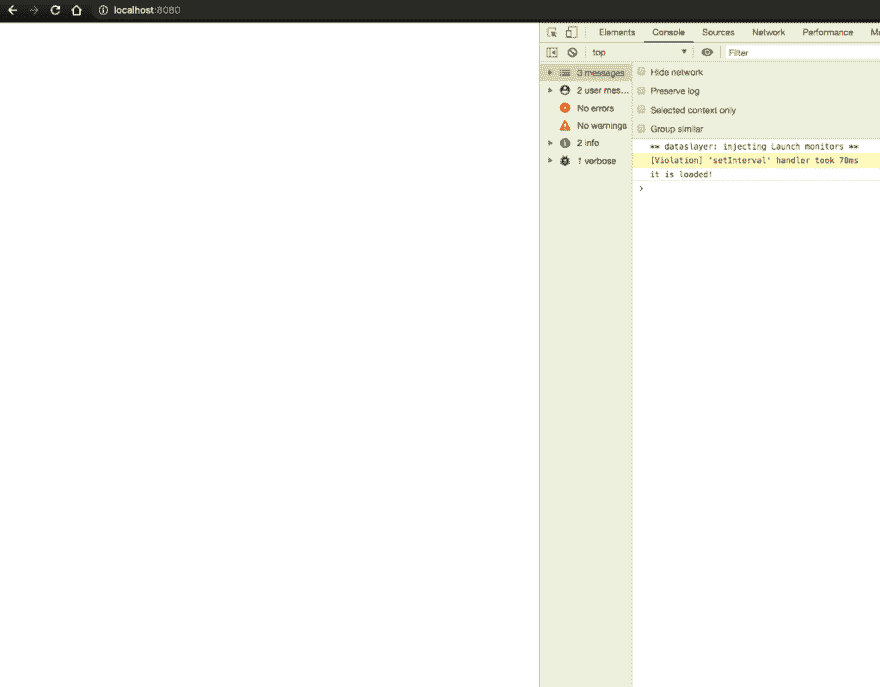 localhost:8080
Elements Console Sources Network Performance
top Filter
3 messages
2 user mes...
No errors
No warnings
2 info
1 verbose
Hide network
Preserve log
Selected context only
Group similar
** dataslayer: injecting Launch monitors **
[Violation] 'setInterval' handler took 70ms
it is loaded!